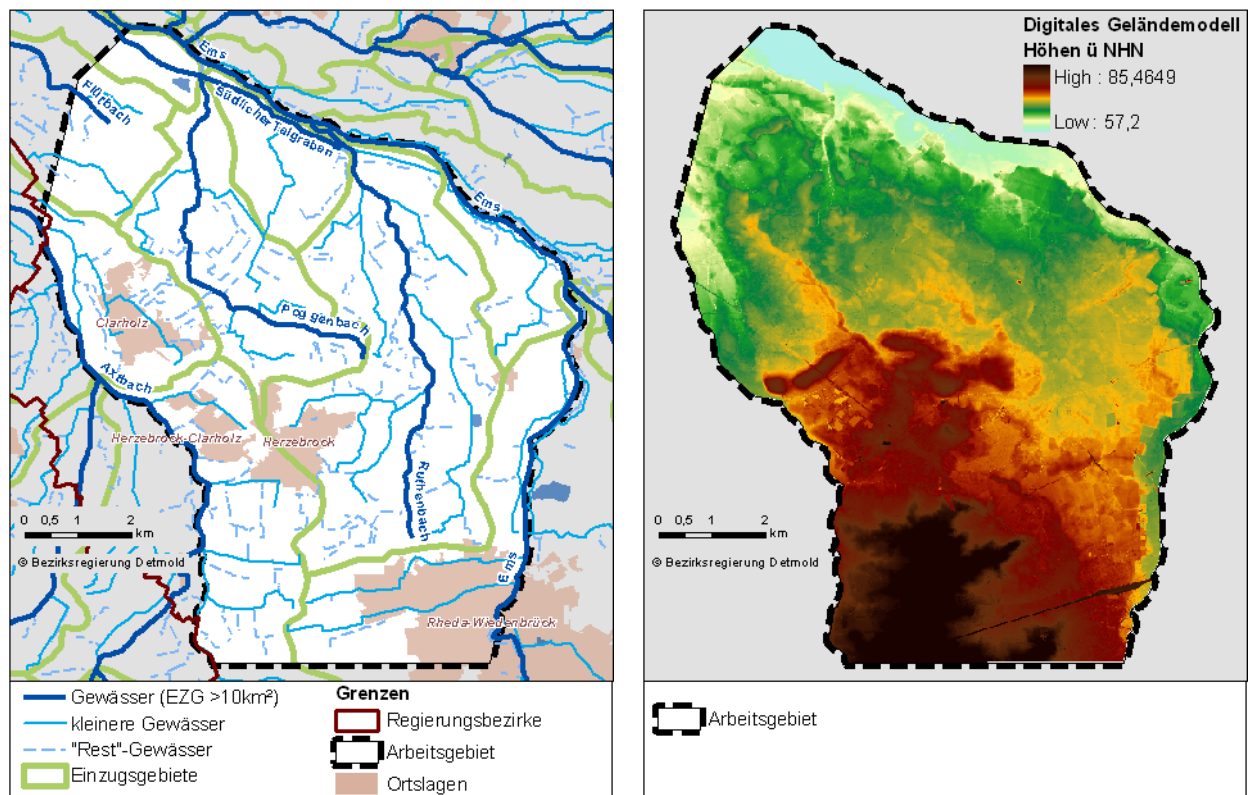 Ems
Flütbach
Südlicher Talgraben
Ems
Poggenbach
Clarholz
Axtbach
Herzebrock-Clarholz
Herzebrock
Ruthenbach
Ems
Rheda-Wiedenbrück
0 0,5 1 2
km
© Bezirksregierung Detmold
Gewässer (EZG >10km²)
kleinere Gewässer
"Rest"-Gewässer
Einzugsgebiete
Grenzen
Regierungsbezirke
Arbeitsgebiet
Ortslagen
Digitales Geländemodell
Höhen ü NHN
High : 85,4649
Low : 57,2
0 0,5 1 2
km
© Bezirksregierung Detmold
Arbeitsgebiet